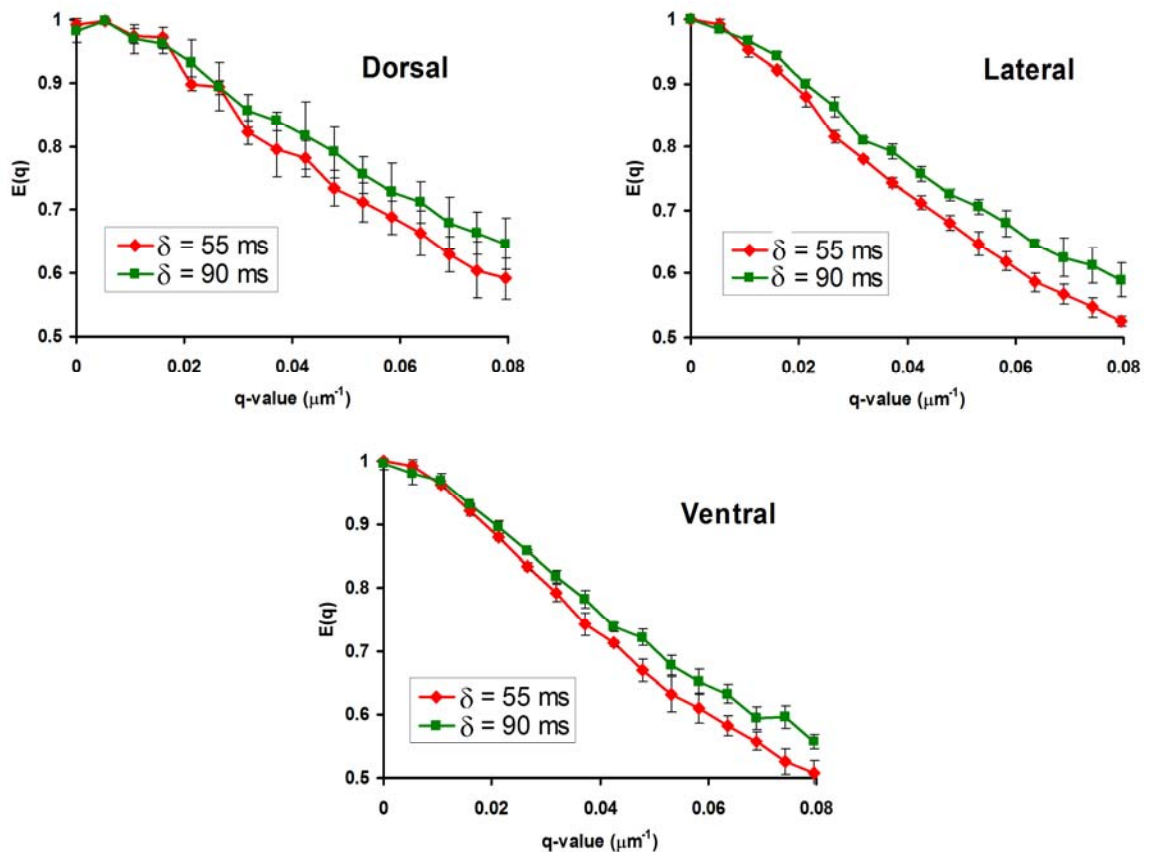 Dorsal
E(q)
1
0.9
0.8
0.7
0.6
0.5
δ = 55 ms
δ = 90 ms
0 0.02 0.04 0.06 0.08
q-value (μm⁻¹)
Lateral
E(q)
1
0.9
0.8
0.7
0.6
0.5
δ = 55 ms
δ = 90 ms
0 0.02 0.04 0.06 0.08
q-value (μm⁻¹)
Ventral
E(q)
1
0.9
0.8
0.7
0.6
0.5
δ = 55 ms
δ = 90 ms
0 0.02 0.04 0.06 0.08
q-value (μm⁻¹)